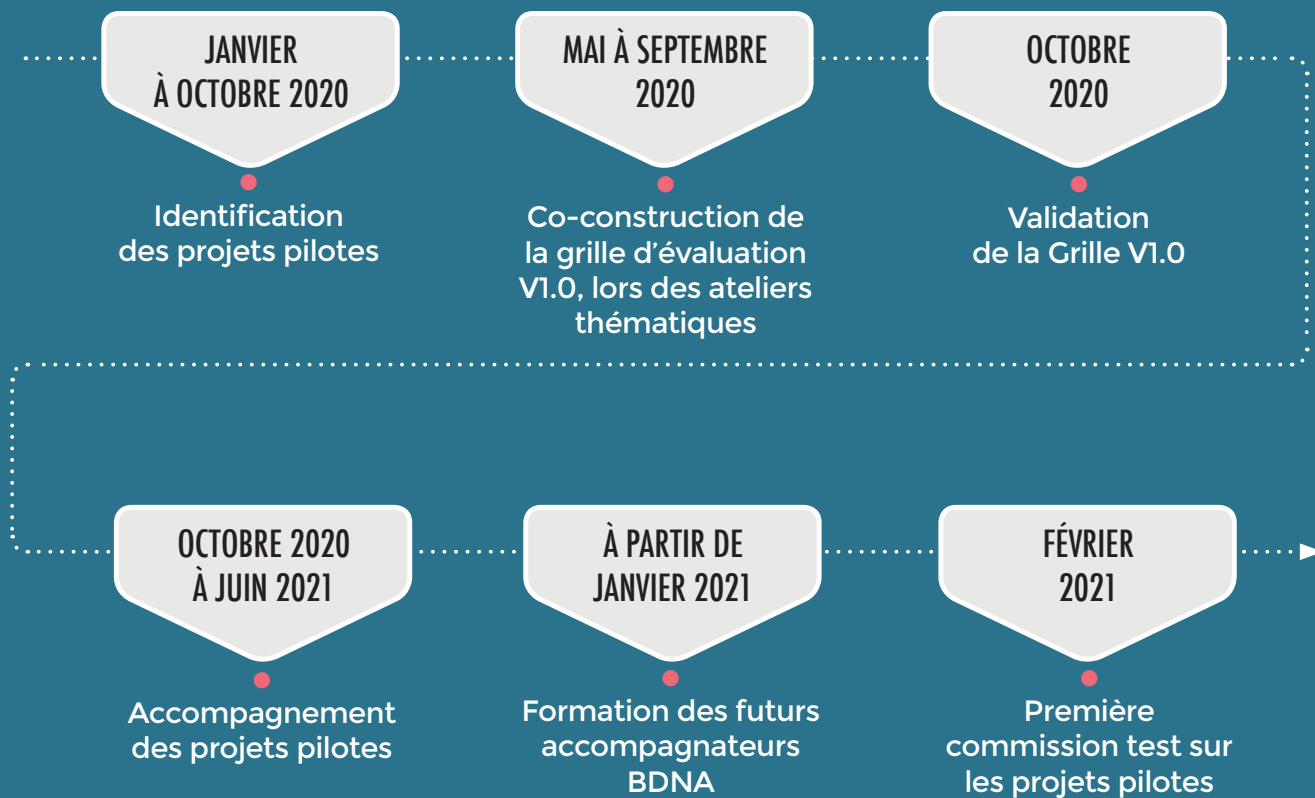 JANVIER
À OCTOBRE 2020
Identification
des projets pilotes
MAI À SEPTEMBRE
2020
Co-construction de
la grille d'évaluation
V1.0, lors des ateliers
thématiques
OCTOBRE
2020
Validation
de la Grille V1.0
OCTOBRE 2020
À JUIN 2021
Accompagnement
des projets pilotes
À PARTIR DE
JANVIER 2021
Formation des futurs
accompagnateurs
BDNA
FÉVRIER
2021
Première
commission test sur
les projets pilotes